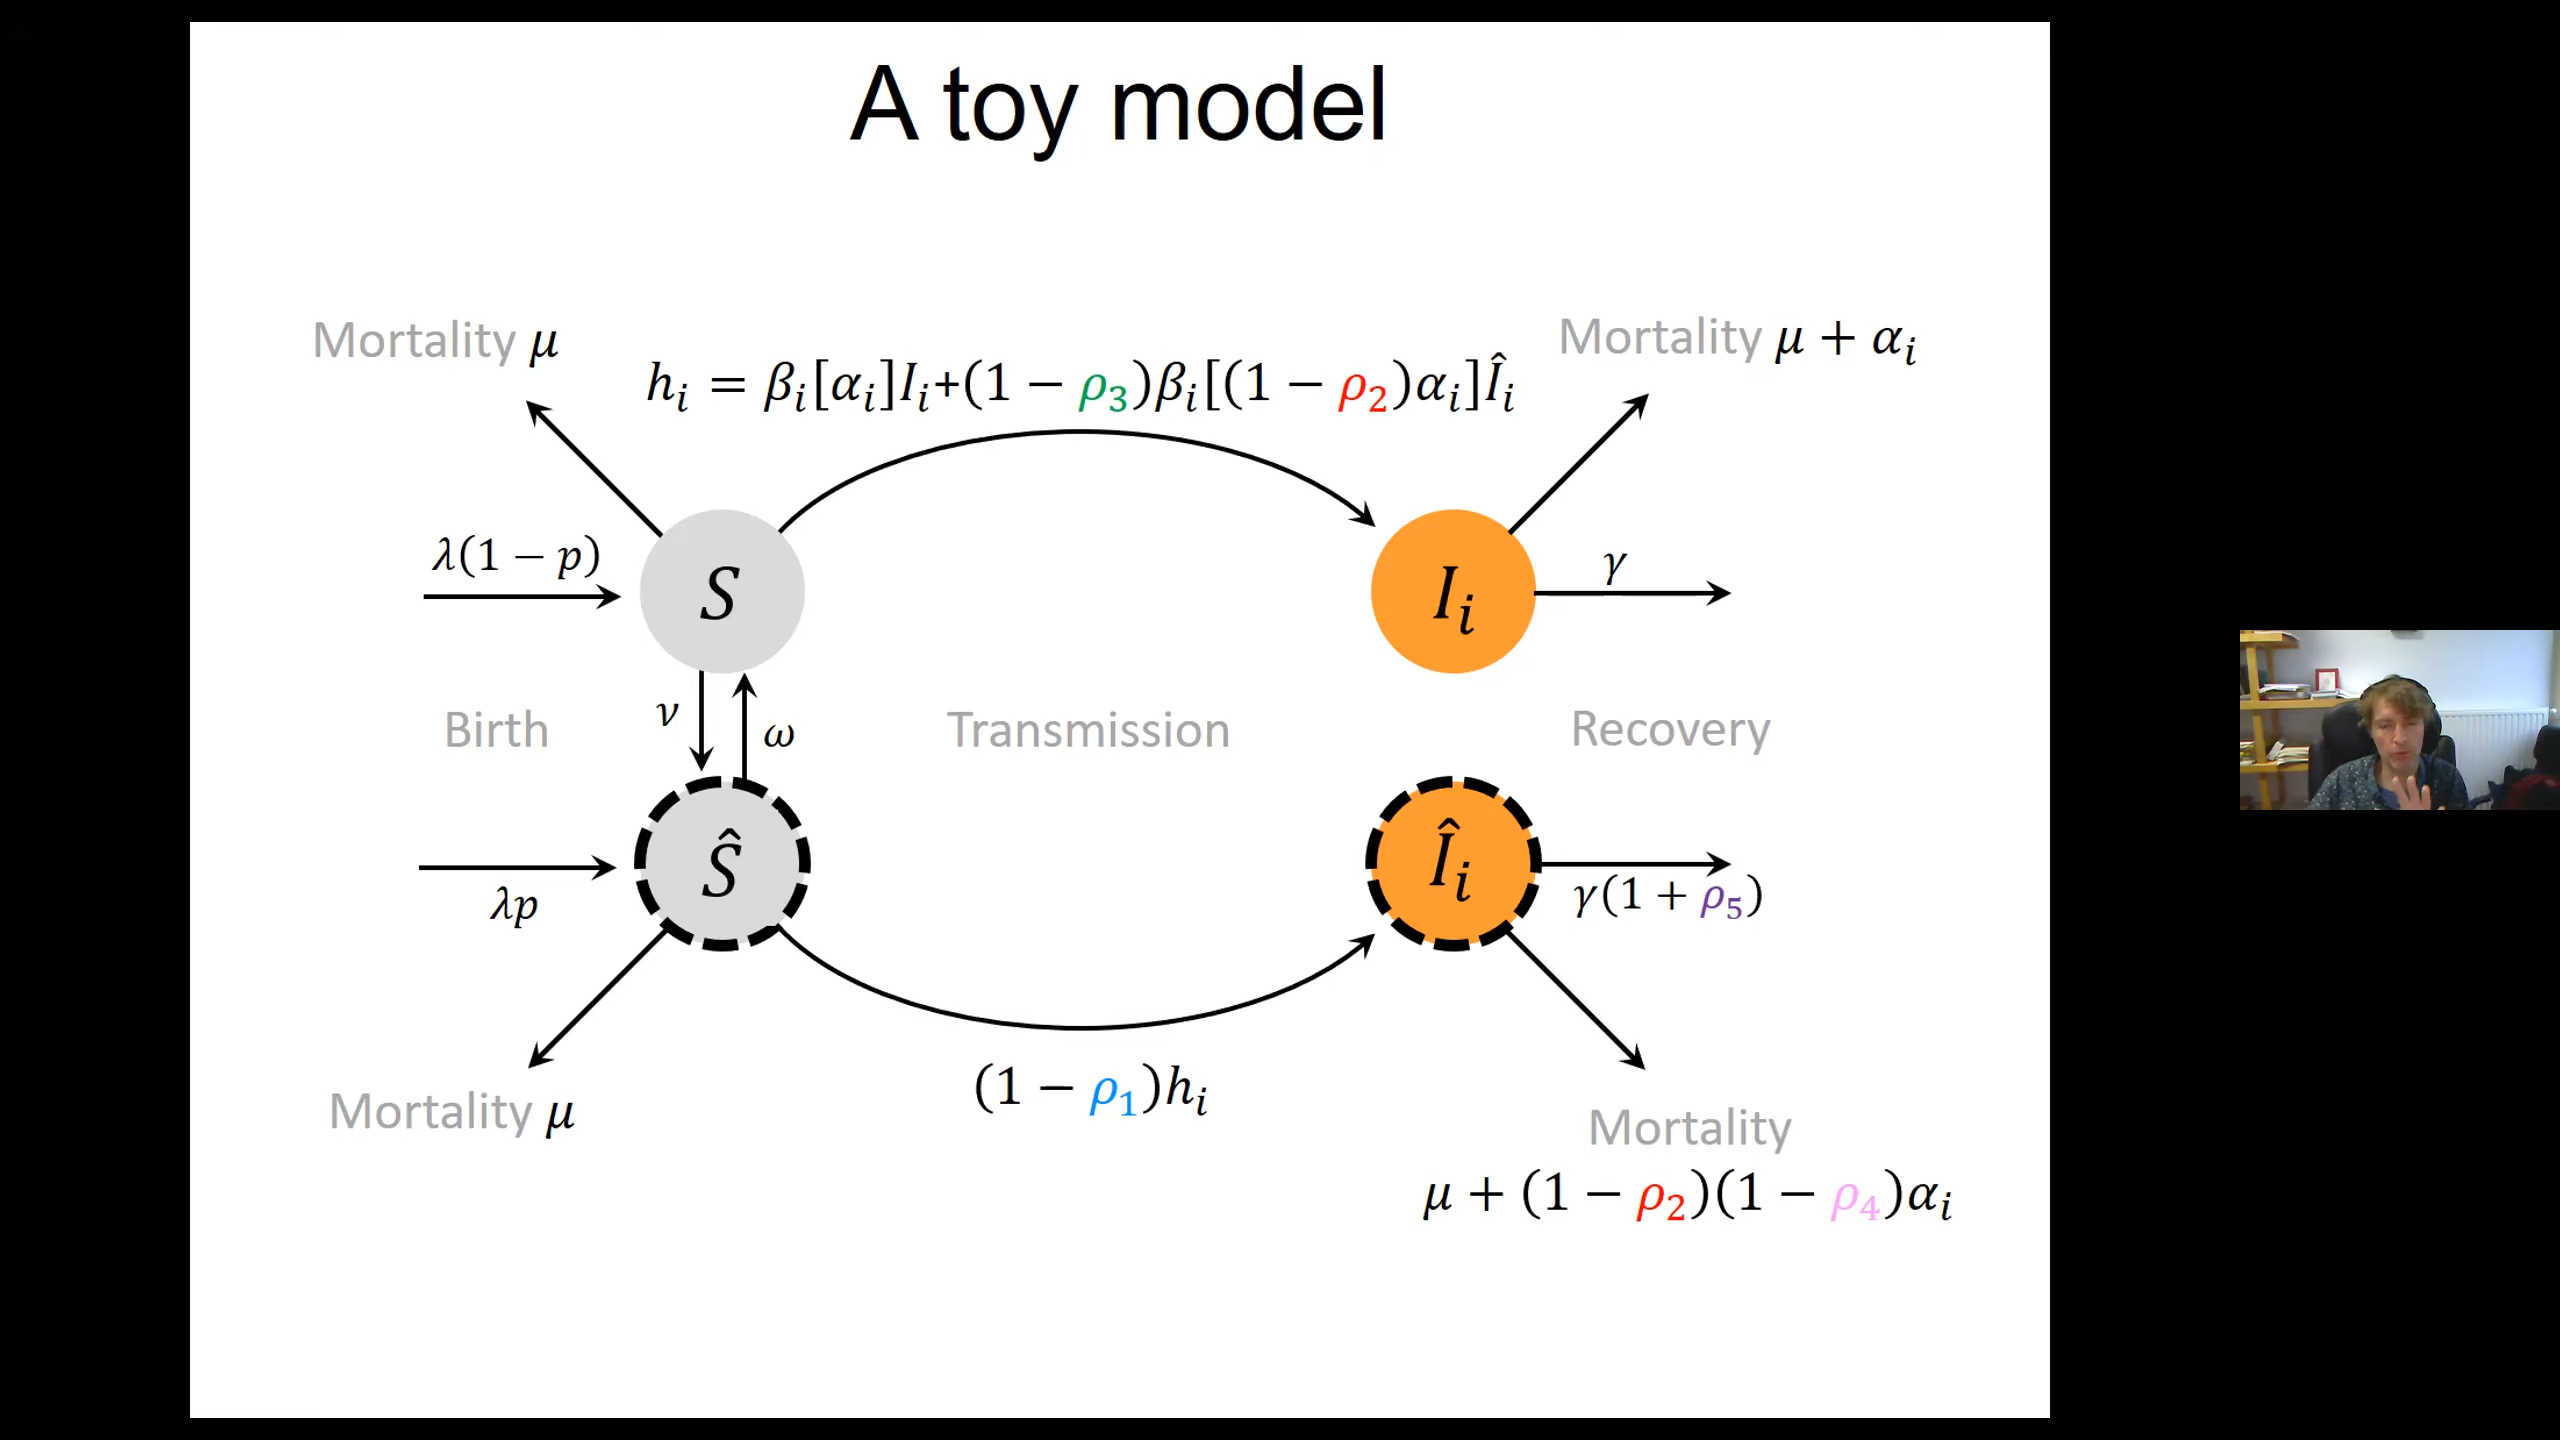 A toy model
Mortality μ
h_i = β_i[α_i]I_i+(1 − ρ_3)β_i[(1 − ρ_2)α_i]Î_i
Mortality μ + α_i
λ(1 − p)
S
I_i
γ
Birth
ν
ω
Transmission
Recovery
λp
Ŝ
Î_i
γ(1 + ρ_5)
Mortality μ
(1 − ρ_1)h_i
Mortality
μ + (1 − ρ_2)(1 − ρ_4)α_i